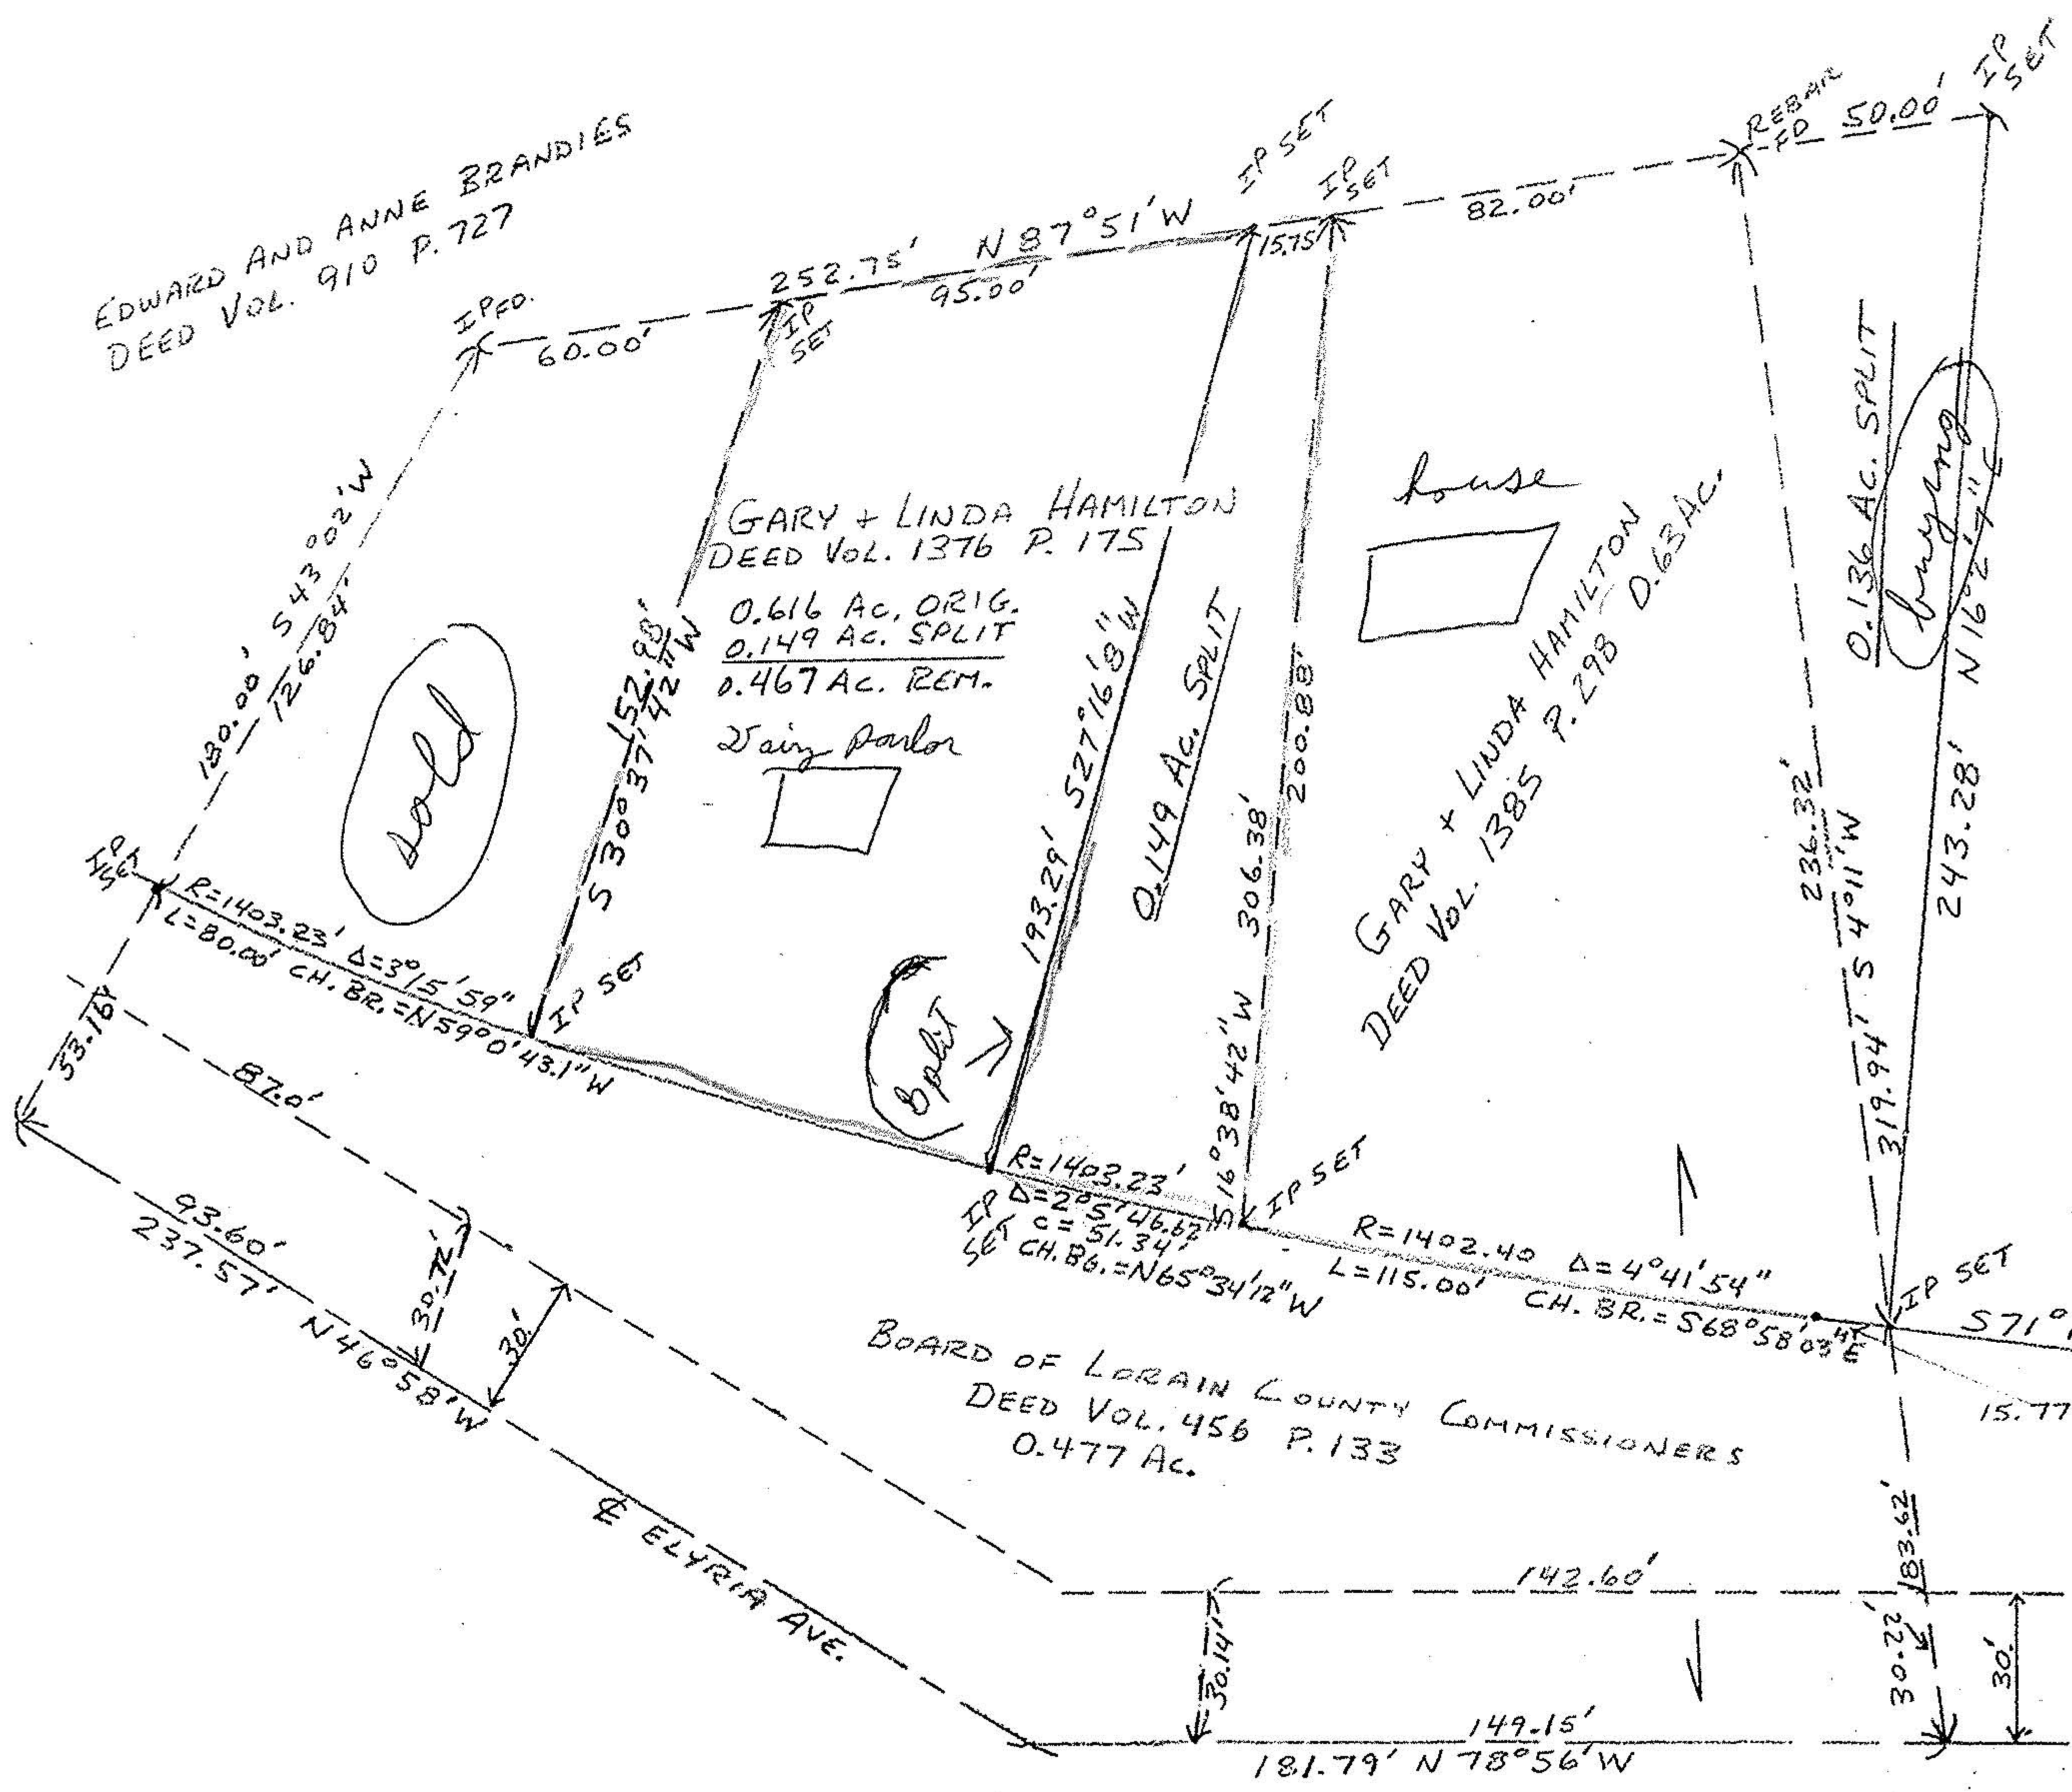 IP
SET
REBAR
FD
50.00'
IP SET
IP
SET
82.00'
EDWARD AND ANNE BRANDIES
DEED VOL. 910 P. 727
IP FD.
60.00'
252.75' N 87°51' W
95.00'
15.75'
IP
SET
180.00' S 43°02' W
126.84'
sold
152.98'
S 30°37'42" W
GARY + LINDA HAMILTON
DEED VOL. 1376 P. 175
0.616 AC. ORIG.
0.149 AC. SPLIT
0.467 AC. REM.
Parlor
193.29' S27°16'8" W
0.149 AC. SPLIT
200.88'
S 16°38'42" W 306.38'
house
GARY + LINDA HAMILTON
DEED VOL. 1385 P. 298 0.63 AC.
236.32'
319.94' S 4°11' W
0.136 AC. SPLIT
buying
243.28' N 16°2'
IP
SET
R=1403.23' Δ=3°15'59"
L=80.00' CH. BR.=N59°0'43.1"W
IP SET
Split
53.16'
87.0'
R=1403.23'
Δ=2°5'46.62"
C=51.34'
CH. BG.=N65°34'12"W
IP
SET
IP SET
R=1402.40 Δ=4°41'54"
L=115.00' CH. BR.=S68°58'03"E
IP SET
S71°
15.77
93.60'
237.57' N46°58'W
30.72'
30.'
BOARD OF LORAIN COUNTY COMMISSIONERS
DEED VOL. 456 P. 133
0.477 AC.
℄ ELYRIA AVE.
183.62'
142.60'
30.14'
30.22'
30.'
149.15'
181.79' N 78°56' W